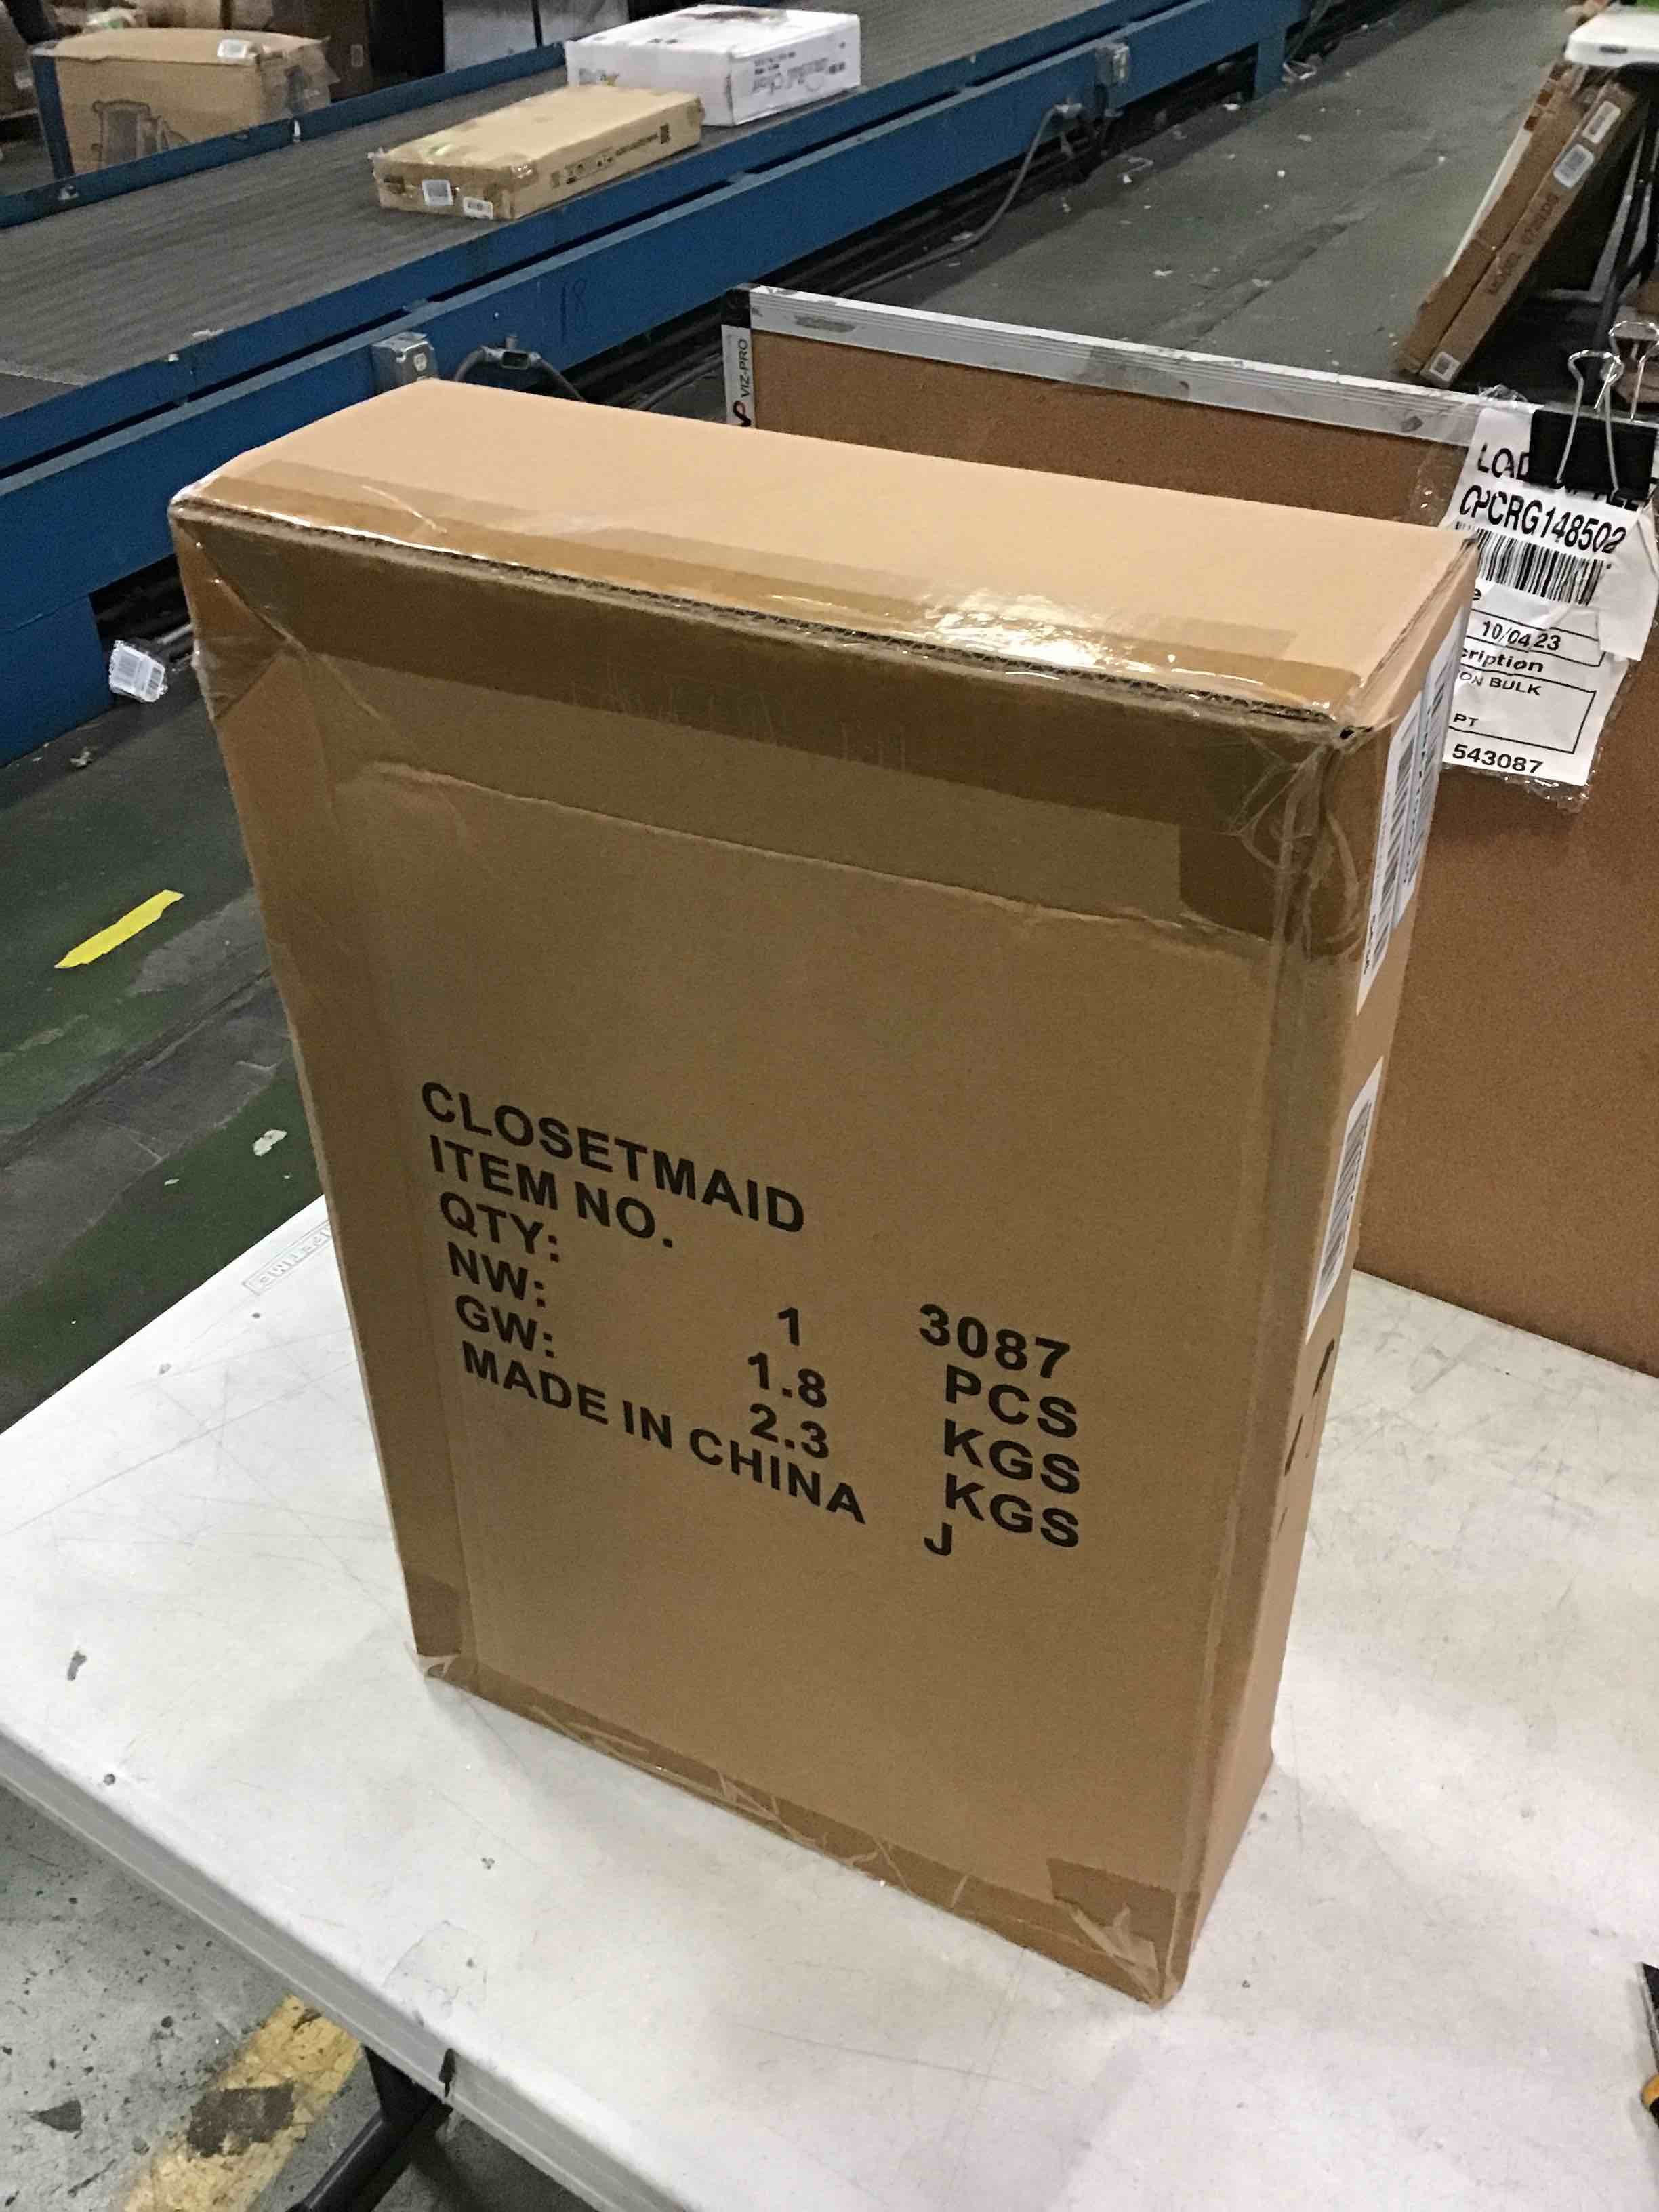 CLOSETMAID
ITEM NO. 3087
QTY: 1 PCS
NW: 1.8 KGS
GW: 2.3 KGS
MADE IN CHINA J
VIZ-PRO
CPCRG148502
10/04 23
cription
ON BULK
PT
543087
18